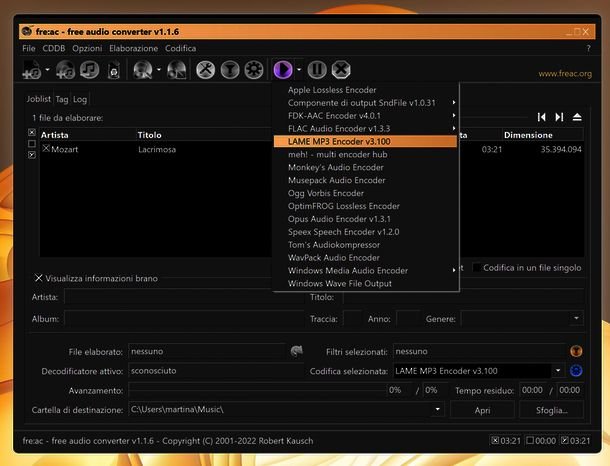 fre:ac - free audio converter v1.1.6
File CDDB Opzioni Elaborazione Codifica ?
www.freac.org
Joblist Tag Log
1 file da elaborare:
Artista Titolo ta Dimensione
Mozart Lacrimosa 03:21 35.394.094
Apple Lossless Encoder
Componente di output SndFile v1.0.31
FDK-AAC Encoder v4.0.1
FLAC Audio Encoder v1.3.3
LAME MP3 Encoder v3.100
meh! - multi encoder hub
Monkey's Audio Encoder
Musepack Audio Encoder
Ogg Vorbis Encoder
OptimFROG Lossless Encoder
Opus Audio Encoder v1.3.1
Speex Speech Encoder v1.2.0
Tom's Audiokompressor
WavPack Audio Encoder
Windows Media Audio Encoder
Windows Wave File Output
Codifica in un file singolo
Visualizza informazioni brano
Artista: Titolo:
Album: Traccia: Anno: Genere:
File elaborato: nessuno Filtri selezionati: nessuno
Decodificatore attivo: sconosciuto Codifica selezionata: LAME MP3 Encoder v3.100
Avanzamento: 0% / 0% Tempo residuo: 00:00 / 00:00
Cartella di destinazione: C:\Users\martina\Music\ Apri Sfoglia...
fre:ac - free audio converter v1.1.6 - Copyright (C) 2001-2022 Robert Kausch 03:21 00:00 03:21